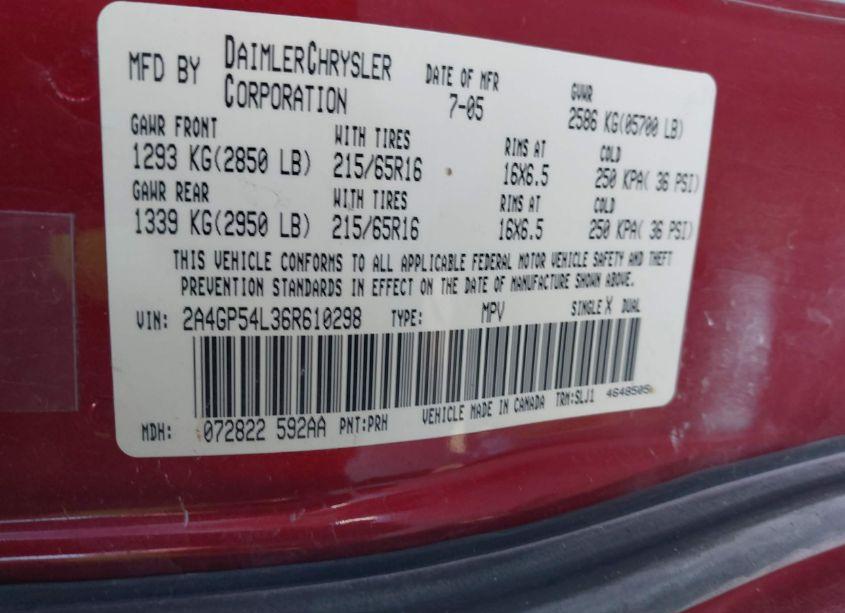 MFD BY DAIMLERCHRYSLER CORPORATION DATE OF MFR 7-05 GVWR 2586 KG(05700 LB)
GAWR FRONT WITH TIRES RIMS AT COLD
1293 KG(2850 LB) 215/65R16 16X6.5 250 KPA( 36 PSI)
GAWR REAR WITH TIRES RIMS AT COLD
1339 KG(2950 LB) 215/65R16 16X6.5 250 KPA( 36 PSI)
THIS VEHICLE CONFORMS TO ALL APPLICABLE FEDERAL MOTOR VEHICLE SAFETY AND THEFT
PREVENTION STANDARDS IN EFFECT ON THE DATE OF MANUFACTURE SHOWN ABOVE.
VIN: 2A4GP54L36R610298 TYPE: MPV SINGLE X DUAL
MDH: 072822 592AA PNT:PRH VEHICLE MADE IN CANADA TRM:SLJ1